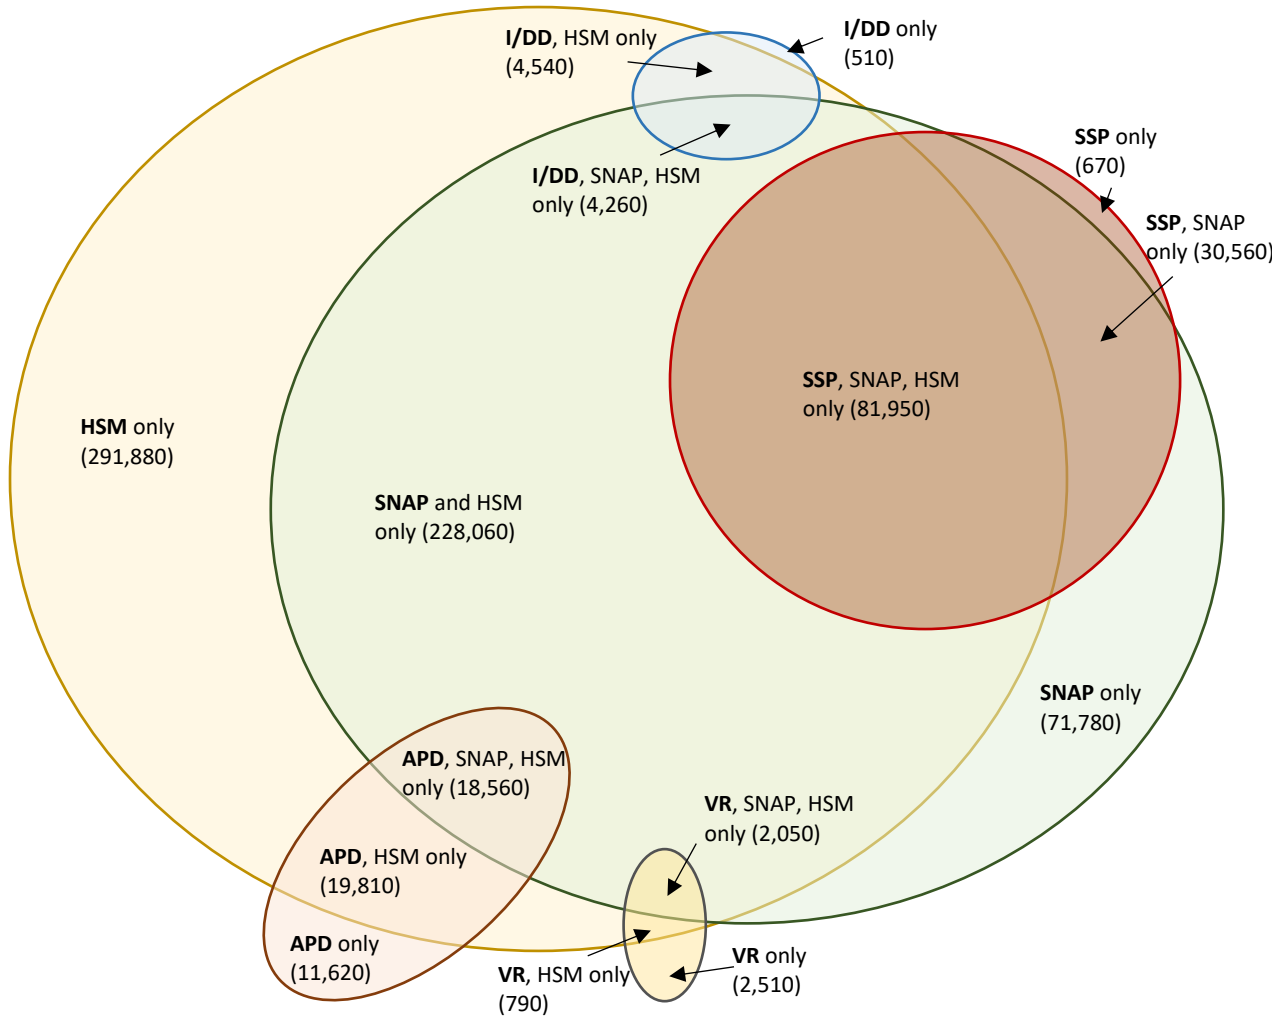 I/DD, HSM only
(4,540)
I/DD only
(510)
SSP only
(670)
I/DD, SNAP, HSM
only (4,260)
SSP, SNAP
only (30,560)
SSP, SNAP, HSM
only (81,950)
HSM only
(291,880)
SNAP and HSM
only (228,060)
SNAP only
(71,780)
APD, SNAP, HSM
only (18,560)
VR, SNAP, HSM
only (2,050)
APD, HSM only
(19,810)
APD only
(11,620)
VR, HSM only
(790)
VR only
(2,510)